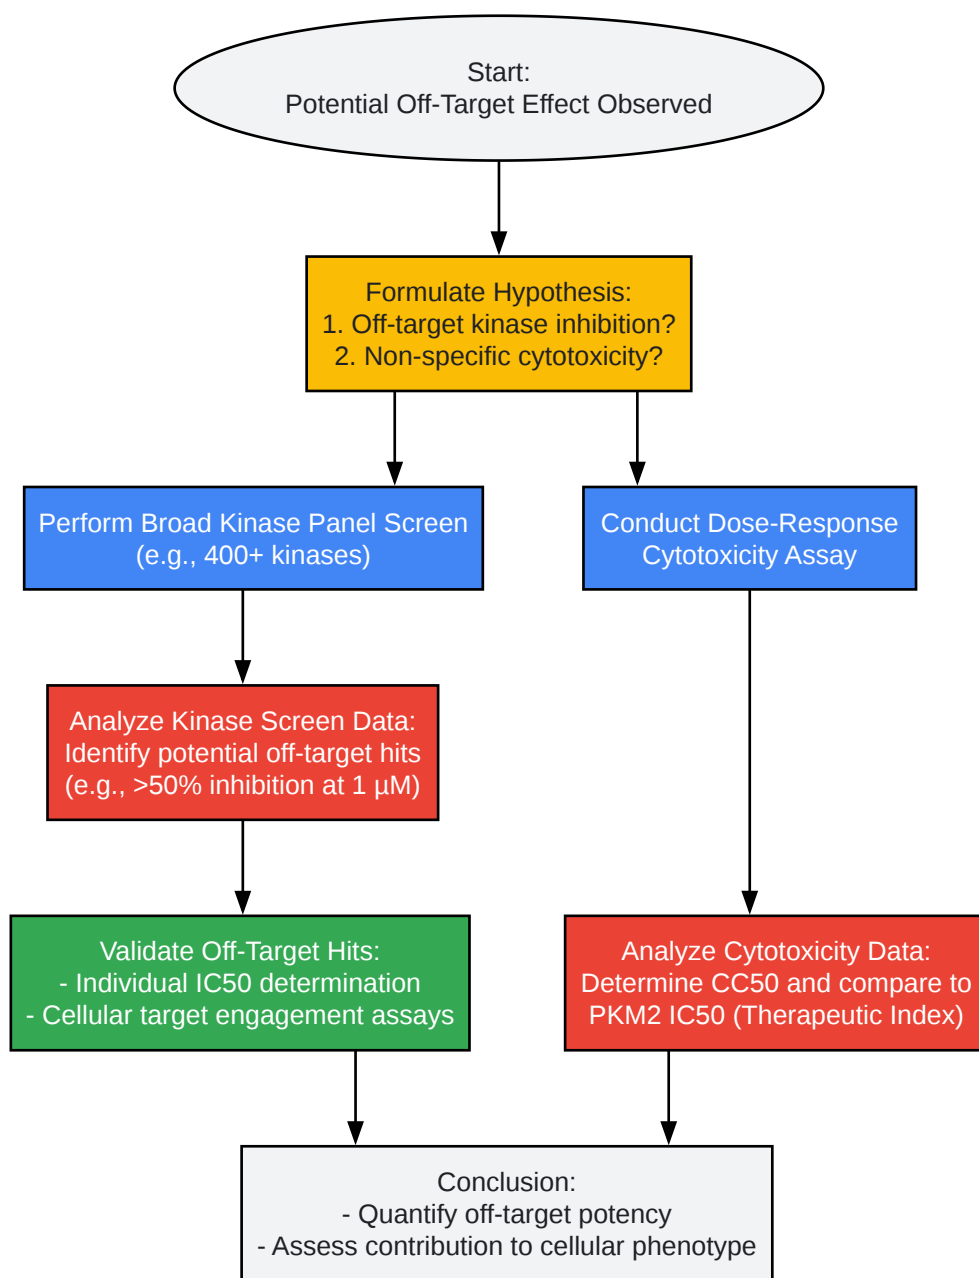 Start:
Potential Off-Target Effect Observed
Formulate Hypothesis:
1. Off-target kinase inhibition?
2. Non-specific cytotoxicity?
Perform Broad Kinase Panel Screen
(e.g., 400+ kinases)
Conduct Dose-Response
Cytotoxicity Assay
Analyze Kinase Screen Data:
Identify potential off-target hits
(e.g., >50% inhibition at 1 µM)
Validate Off-Target Hits:
- Individual IC50 determination
- Cellular target engagement assays
Analyze Cytotoxicity Data:
Determine CC50 and compare to
PKM2 IC50 (Therapeutic Index)
Conclusion:
- Quantify off-target potency
- Assess contribution to cellular phenotype